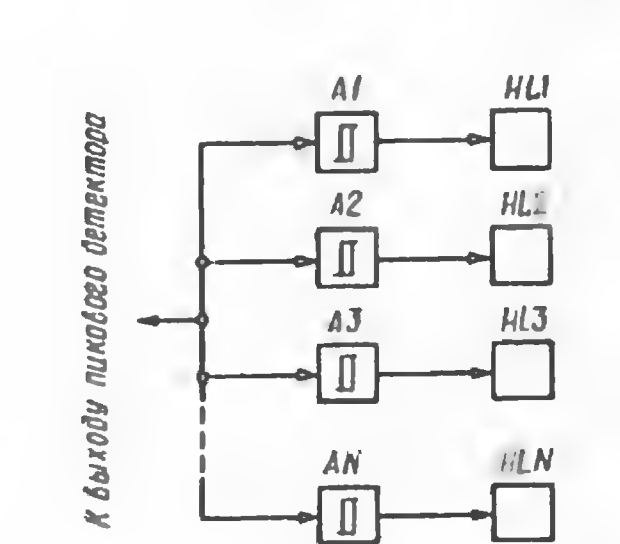 К выходу пикового детектора
A1 HL1
A2 HL2
A3 HL3
AN HLN